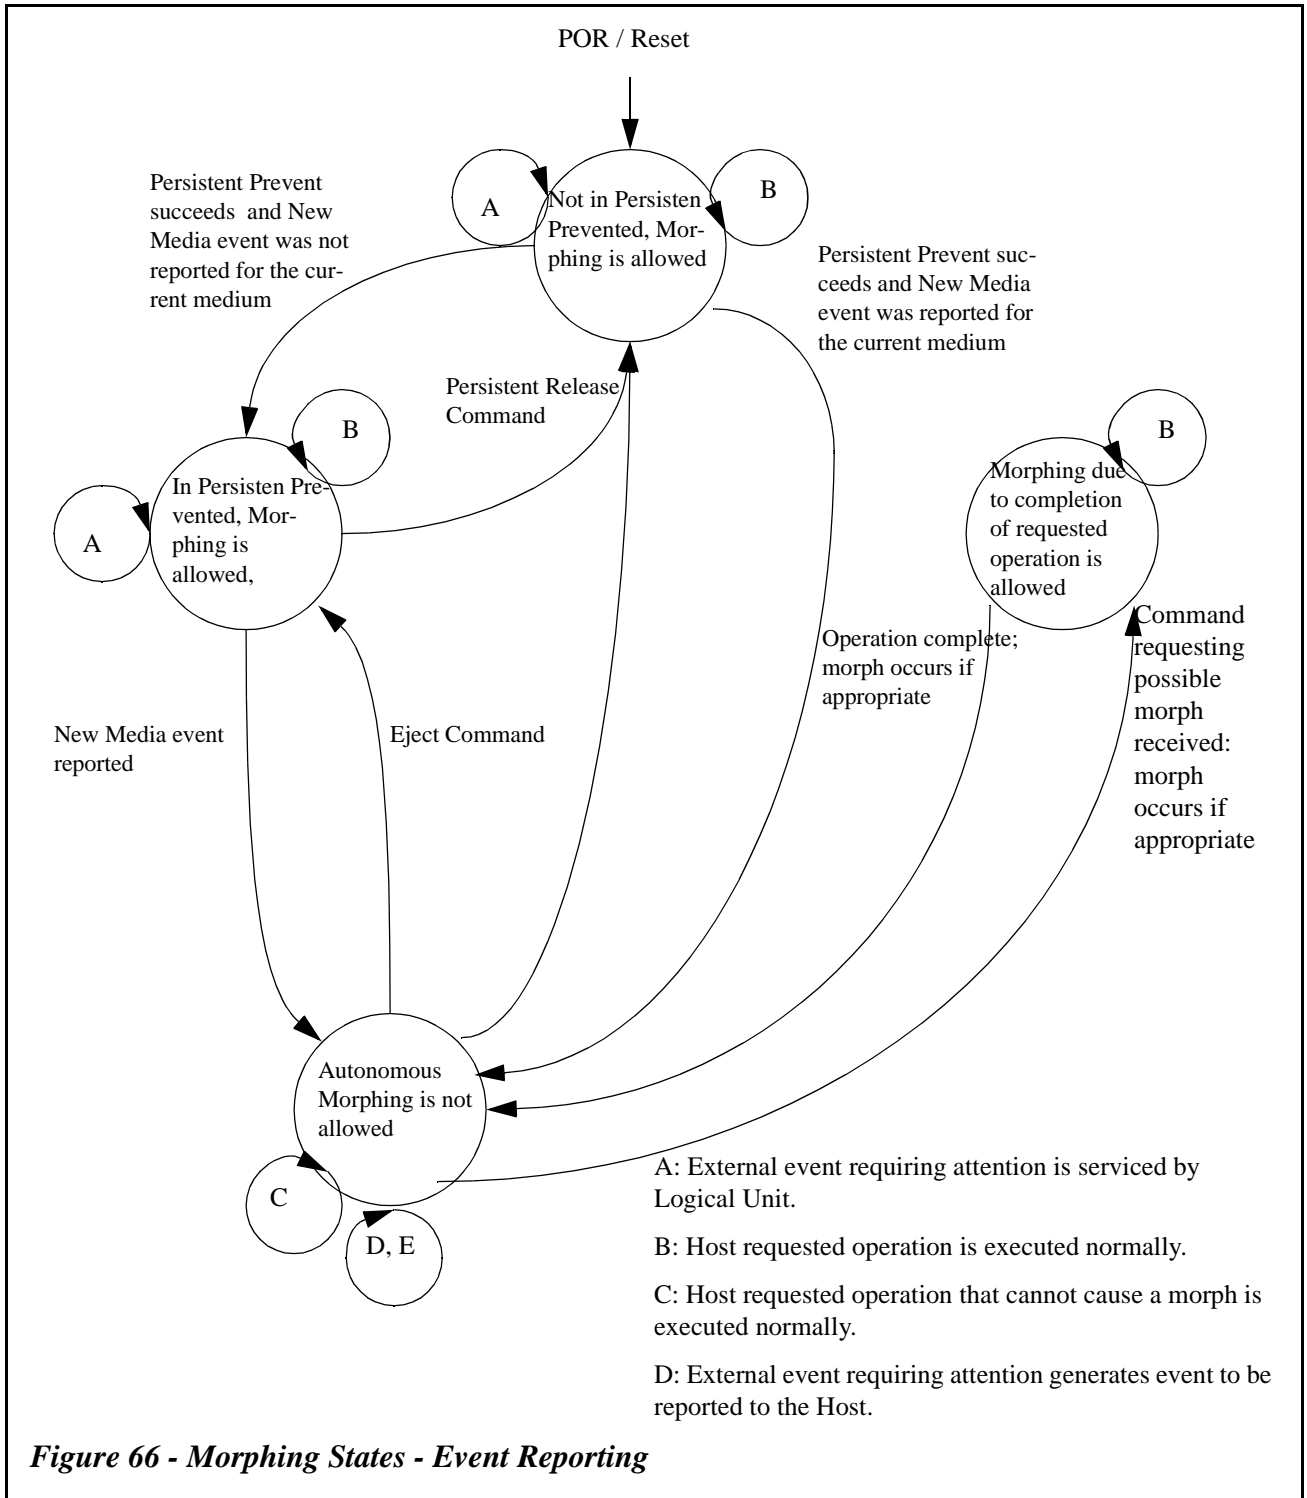 POR / Reset
Persistent Prevent
succeeds and New
Media event was not
reported for the cur-
rent medium
A
Not in Persisten
Prevented, Mor-
phing is allowed
B
Persistent Prevent suc-
ceeds and New Media
event was reported for
the current medium
Persistent Release
Command
B
In Persisten Pre-
vented, Mor-
phing is
allowed,
A
B
Morphing due
to completion
of requested
operation is
allowed
Command
requesting
possible
morph
received:
morph
occurs if
appropriate
Operation complete;
morph occurs if
appropriate
New Media event
reported
Eject Command
Autonomous
Morphing is not
allowed
C
D, E
A: External event requiring attention is serviced by
Logical Unit.
B: Host requested operation is executed normally.
C: Host requested operation that cannot cause a morph is
executed normally.
D: External event requiring attention generates event to be
reported to the Host.
Figure 66 - Morphing States - Event Reporting